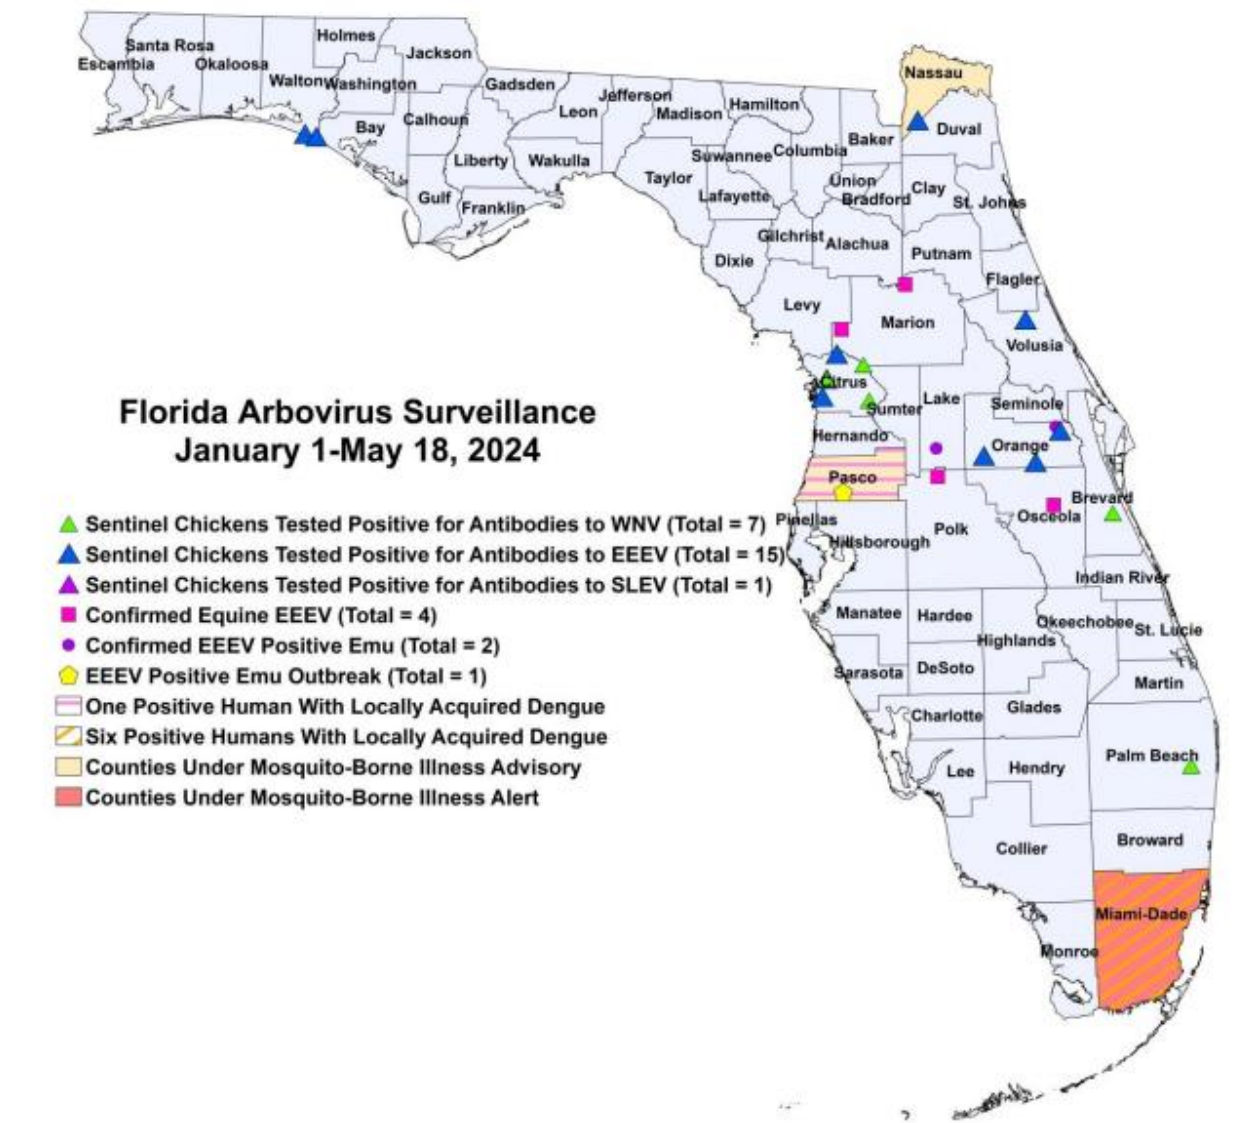 Holmes
Santa Rosa
Jackson
Escambia
Okaloosa
Nassau
Walton
Washington
Gadsden
Jefferson
Hamilton
Leon
Madison
Calhoun
Bay
Duval
Baker
Columbia
Suwannee
Liberty
Wakulla
Taylor
Union
Clay
Lafayette
Bradford
St. Johns
Gulf
Franklin
Gilchrist
Alachua
Putnam
Dixie
Flagler
Levy
Marion
Volusia
Citrus
Lake
Sumter
Seminole
Florida Arbovirus Surveillance
January 1-May 18, 2024
Hernando
Orange
Pasco
Brevard
Osceola
Pinellas
Polk
Hillsborough
Sentinel Chickens Tested Positive for Antibodies to WNV (Total = 7)
Sentinel Chickens Tested Positive for Antibodies to EEEV (Total = 15)
Sentinel Chickens Tested Positive for Antibodies to SLEV (Total = 1)
Confirmed Equine EEEV (Total = 4)
Confirmed EEEV Positive Emu (Total = 2)
EEEV Positive Emu Outbreak (Total = 1)
One Positive Human With Locally Acquired Dengue
Six Positive Humans With Locally Acquired Dengue
Counties Under Mosquito-Borne Illness Advisory
Counties Under Mosquito-Borne Illness Alert
Indian River
Manatee
Hardee
Okeechobee
St. Lucie
Highlands
Sarasota
DeSoto
Martin
Charlotte
Glades
Palm Beach
Lee
Hendry
Broward
Collier
Miami-Dade
Monroe